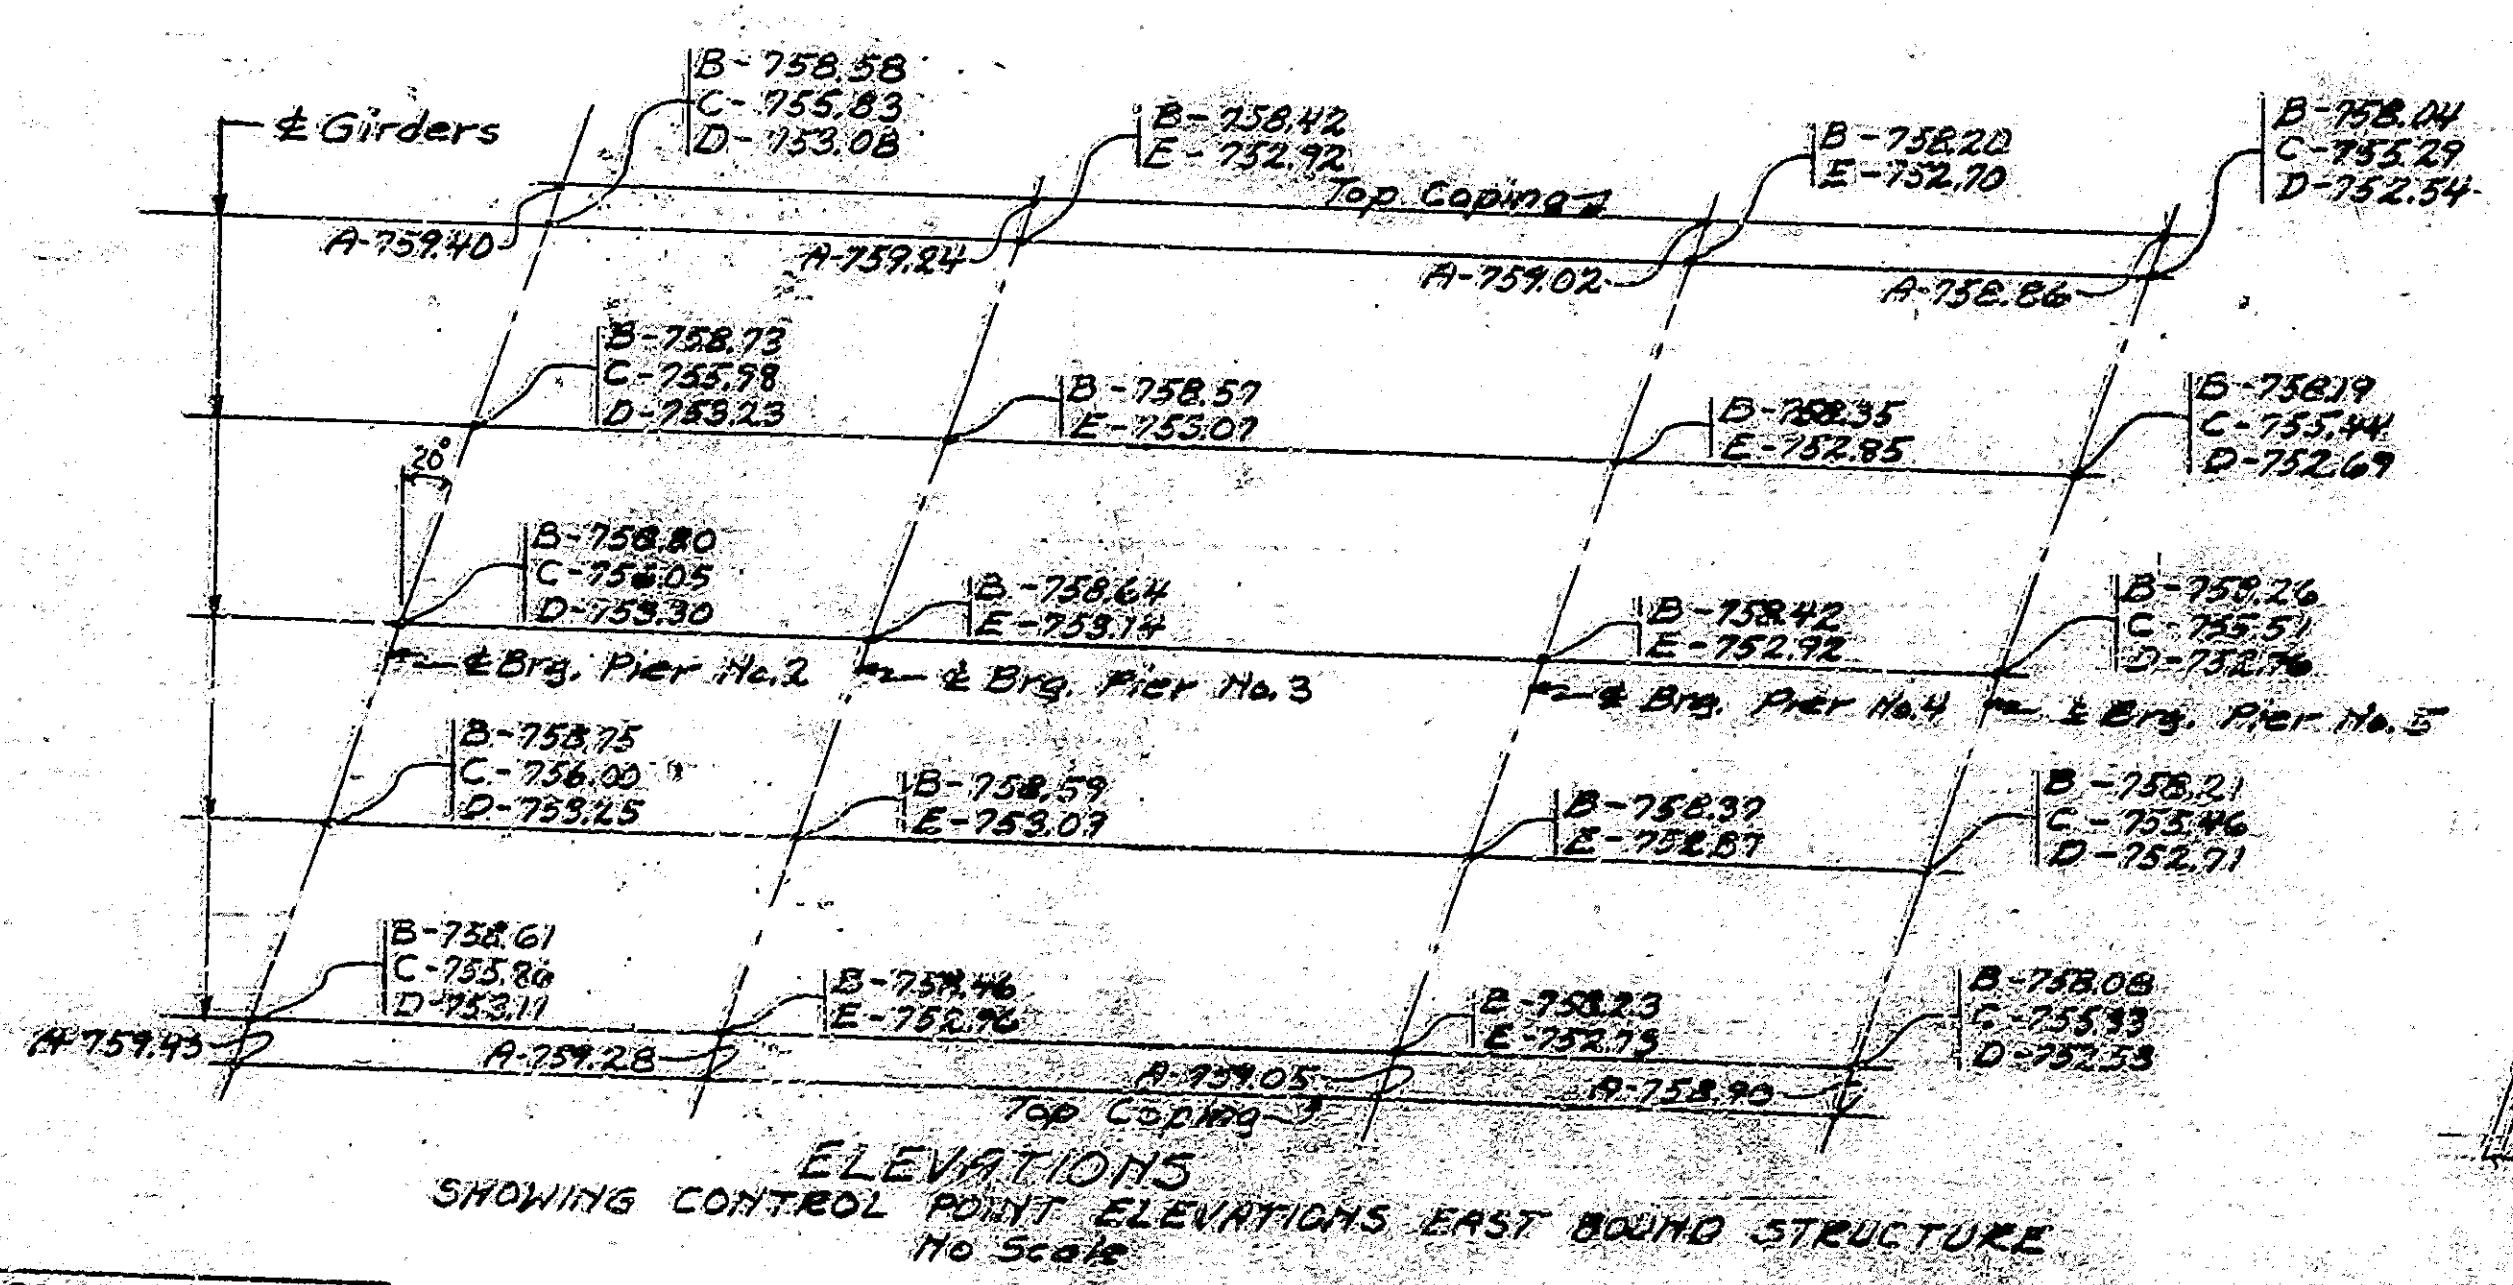 B-758.58
C-755.83
D-753.08
℄ Girders
B-758.42
E-752.92
B-758.20
E-752.70
B-758.04
C-755.29
D-752.54
Top Coping
A-759.40
A-759.24
A-759.02
A-758.86
B-758.73
C-755.98
D-753.23
B-758.57
E-753.07
B-758.35
E-752.85
B-758.19
C-755.44
D-752.69
20°
B-758.80
C-756.05
D-753.30
B-758.64
E-753.14
B-758.42
E-752.92
B-758.26
C-755.51
D-752.76
℄ Brg. Pier No.2
℄ Brg. Pier No.3
℄ Brg. Pier No.4
℄ Brg. Pier No.5
B-758.75
C-756.00
D-753.25
B-758.59
E-753.09
B-758.37
E-752.87
B-758.21
C-755.46
D-752.71
B-758.61
C-755.86
D-753.11
B-758.46
E-752.96
B-758.23
E-752.73
B-758.08
C-755.33
D-752.53
A-759.43
A-759.28
A-759.05
A-758.90
Top Coping
ELEVATIONS
SHOWING CONTROL POINT ELEVATIONS EAST BOUND STRUCTURE
No Scale